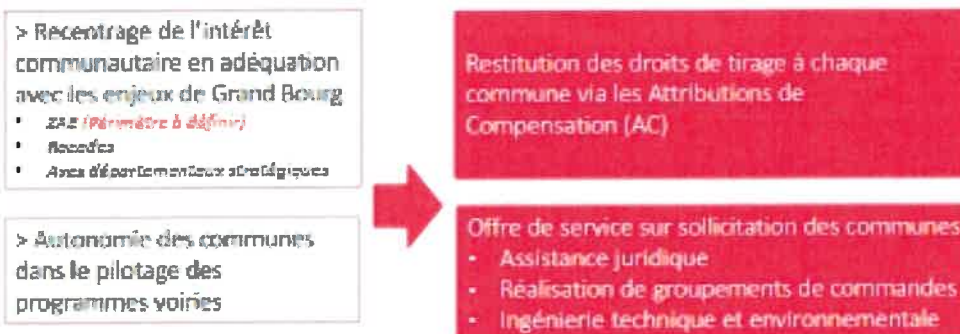 > Recentrage de l'intérêt
communautaire en adéquation
avec les enjeux de Grand Bourg
▪ ZAE (Périmètre à définir)
▪ Rocades
▪ Axes départementaux stratégiques
> Autonomie des communes
dans le pilotage des
programmes voiries
Restitution des droits de tirage à chaque
commune via les Attributions de
Compensation (AC)
Offre de service sur sollicitation des communes
- Assistance juridique
- Réalisation de groupements de commandes
- Ingénierie technique et environnementale